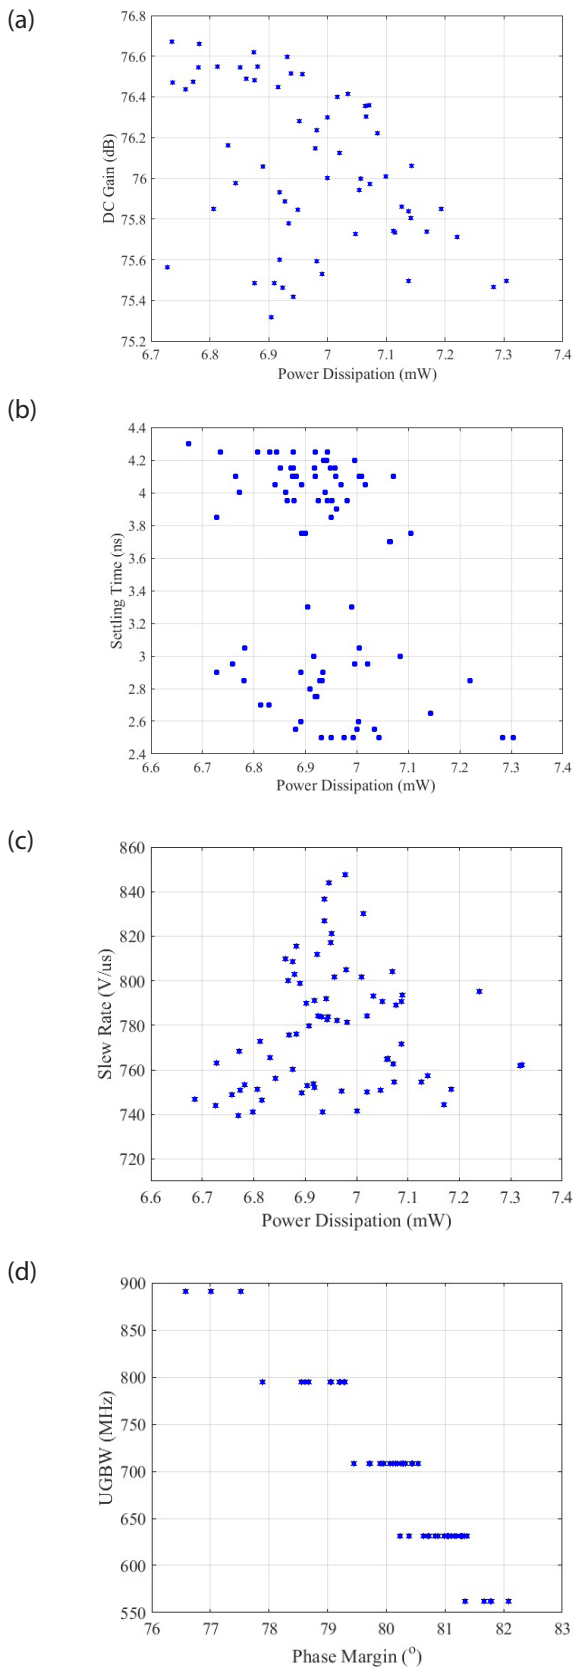 (a)
76.8
76.6
76.4
76.2
76
75.8
75.6
75.4
75.2
DC Gain (dB)
6.7 6.8 6.9 7 7.1 7.2 7.3 7.4
Power Dissipation (mW)
(b)
4.4
4.2
4
3.8
3.6
3.4
3.2
3
2.8
2.6
2.4
Settling Time (ns)
6.6 6.7 6.8 6.9 7 7.1 7.2 7.3 7.4
Power Dissipation (mW)
(c)
860
840
820
800
780
760
740
720
Slew Rate (V/us)
6.6 6.7 6.8 6.9 7 7.1 7.2 7.3 7.4
Power Dissipation (mW)
(d)
900
850
800
750
700
650
600
550
UGBW (MHz)
76 77 78 79 80 81 82 83
Phase Margin (°)